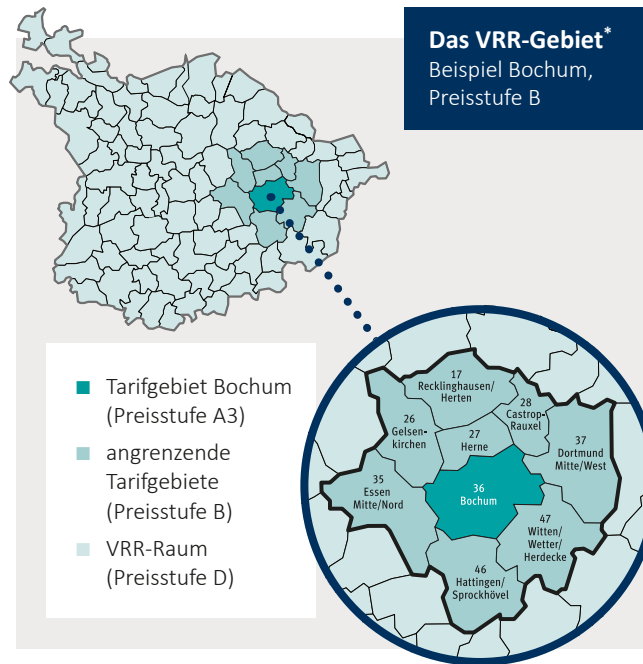 Das VRR-Gebiet*
Beispiel Bochum,
Preisstufe B
Tarifgebiet Bochum
(Preisstufe A3)
angrenzende
Tarifgebiete
(Preisstufe B)
VRR-Raum
(Preisstufe D)
17
Recklinghausen/
Herten
28
Castrop-
Rauxel
26
Gelsen-
kirchen
27
Herne
37
Dortmund
Mitte/West
35
Essen
Mitte/Nord
36
Bochum
47
Witten/
Wetter/
Herdecke
46
Hattingen/
Sprockhövel